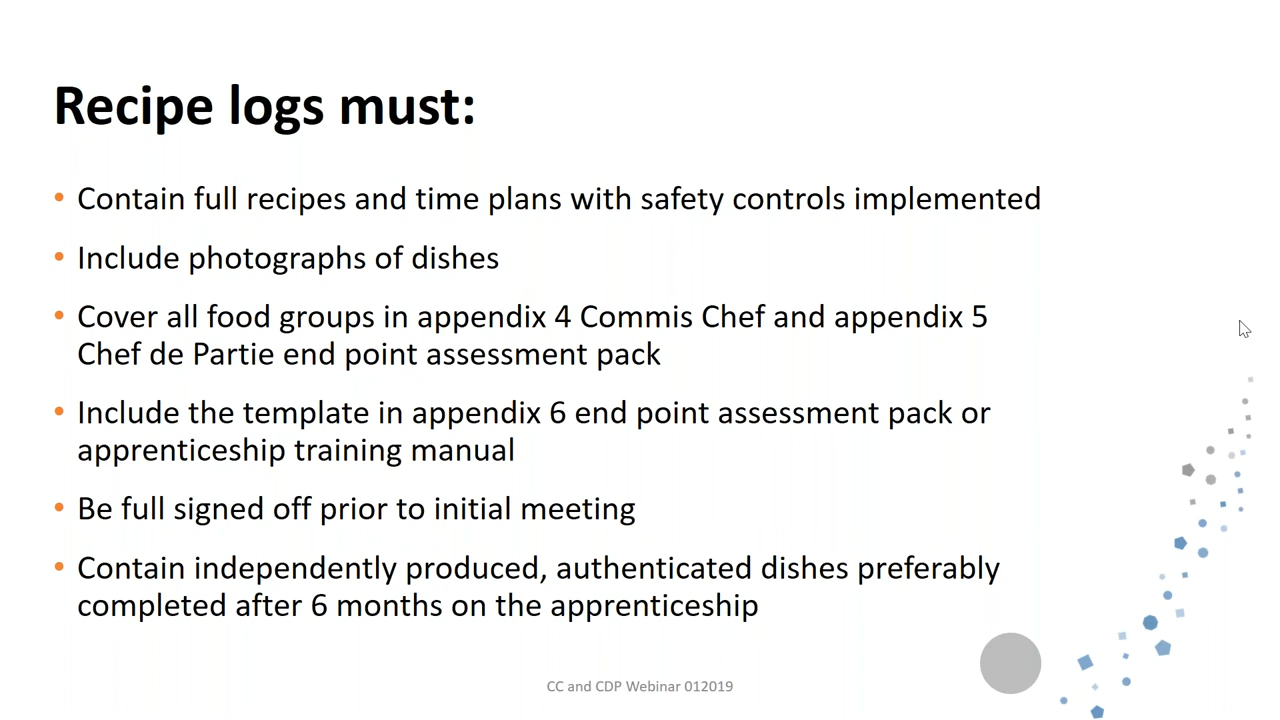 Recipe logs must:
• Contain full recipes and time plans with safety controls implemented
• Include photographs of dishes
• Cover all food groups in appendix 4 Commis Chef and appendix 5
Chef de Partie end point assessment pack
• Include the template in appendix 6 end point assessment pack or
apprenticeship training manual
• Be full signed off prior to initial meeting
• Contain independently produced, authenticated dishes preferably
completed after 6 months on the apprenticeship
CC and CDP Webinar 012019